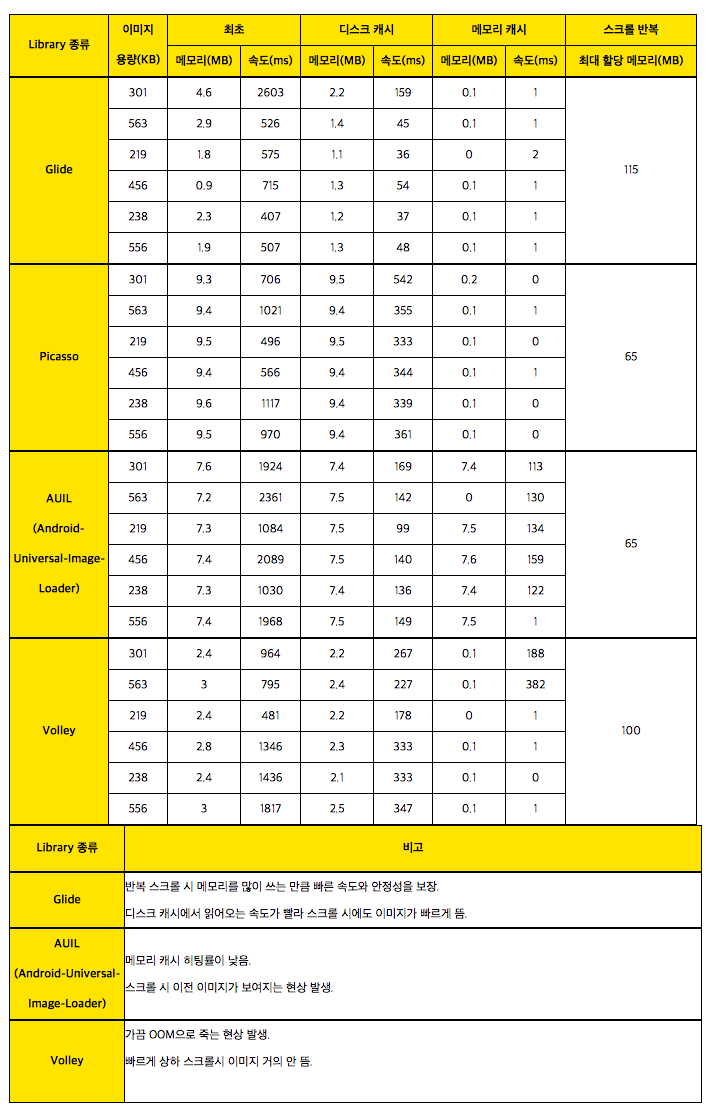 Library 종류 이미지 용량(KB) 최초 디스크 캐시 메모리 캐시 스크롤 반복
메모리(MB) 속도(ms) 메모리(MB) 속도(ms) 메모리(MB) 속도(ms) 최대 할당 메모리(MB)
Glide 301 4.6 2603 2.2 159 0.1 1 115
563 2.9 526 1.4 45 0.1 1
219 1.8 575 1.1 36 0 2
456 0.9 715 1.3 54 0.1 1
238 2.3 407 1.2 37 0.1 1
556 1.9 507 1.3 48 0.1 1
Picasso 301 9.3 706 9.5 542 0.2 0 65
563 9.4 1021 9.4 355 0.1 1
219 9.5 496 9.5 333 0.1 0
456 9.4 566 9.4 344 0.1 1
238 9.6 1117 9.4 339 0.1 0
556 9.5 970 9.4 361 0.1 0
AUIL (Android-Universal-Image-Loader) 301 7.6 1924 7.4 169 7.4 113 65
563 7.2 2361 7.5 142 0 130
219 7.3 1084 7.5 99 7.5 134
456 7.4 2089 7.5 140 7.6 159
238 7.3 1030 7.4 136 7.4 122
556 7.4 1968 7.5 149 7.5 1
Volley 301 2.4 964 2.2 267 0.1 188 100
563 3 795 2.4 227 0.1 382
219 2.4 481 2.2 178 0 1
456 2.8 1346 2.3 333 0.1 1
238 2.4 1436 2.1 333 0.1 0
556 3 1817 2.5 347 0.1 1
Library 종류 비고
Glide
반복 스크롤 시 메모리를 많이 쓰는 만큼 빠른 속도와 안정성을 보장.
디스크 캐시에서 읽어오는 속도가 빨라 스크롤 시에도 이미지가 빠르게 뜸.
AUIL
(Android-Universal-
Image-Loader)
메모리 캐시 히팅률이 낮음.
스크롤 시 이전 이미지가 보여지는 현상 발생.
Volley
가끔 OOM으로 죽는 현상 발생.
빠르게 상하 스크롤시 이미지 거의 안 뜸.